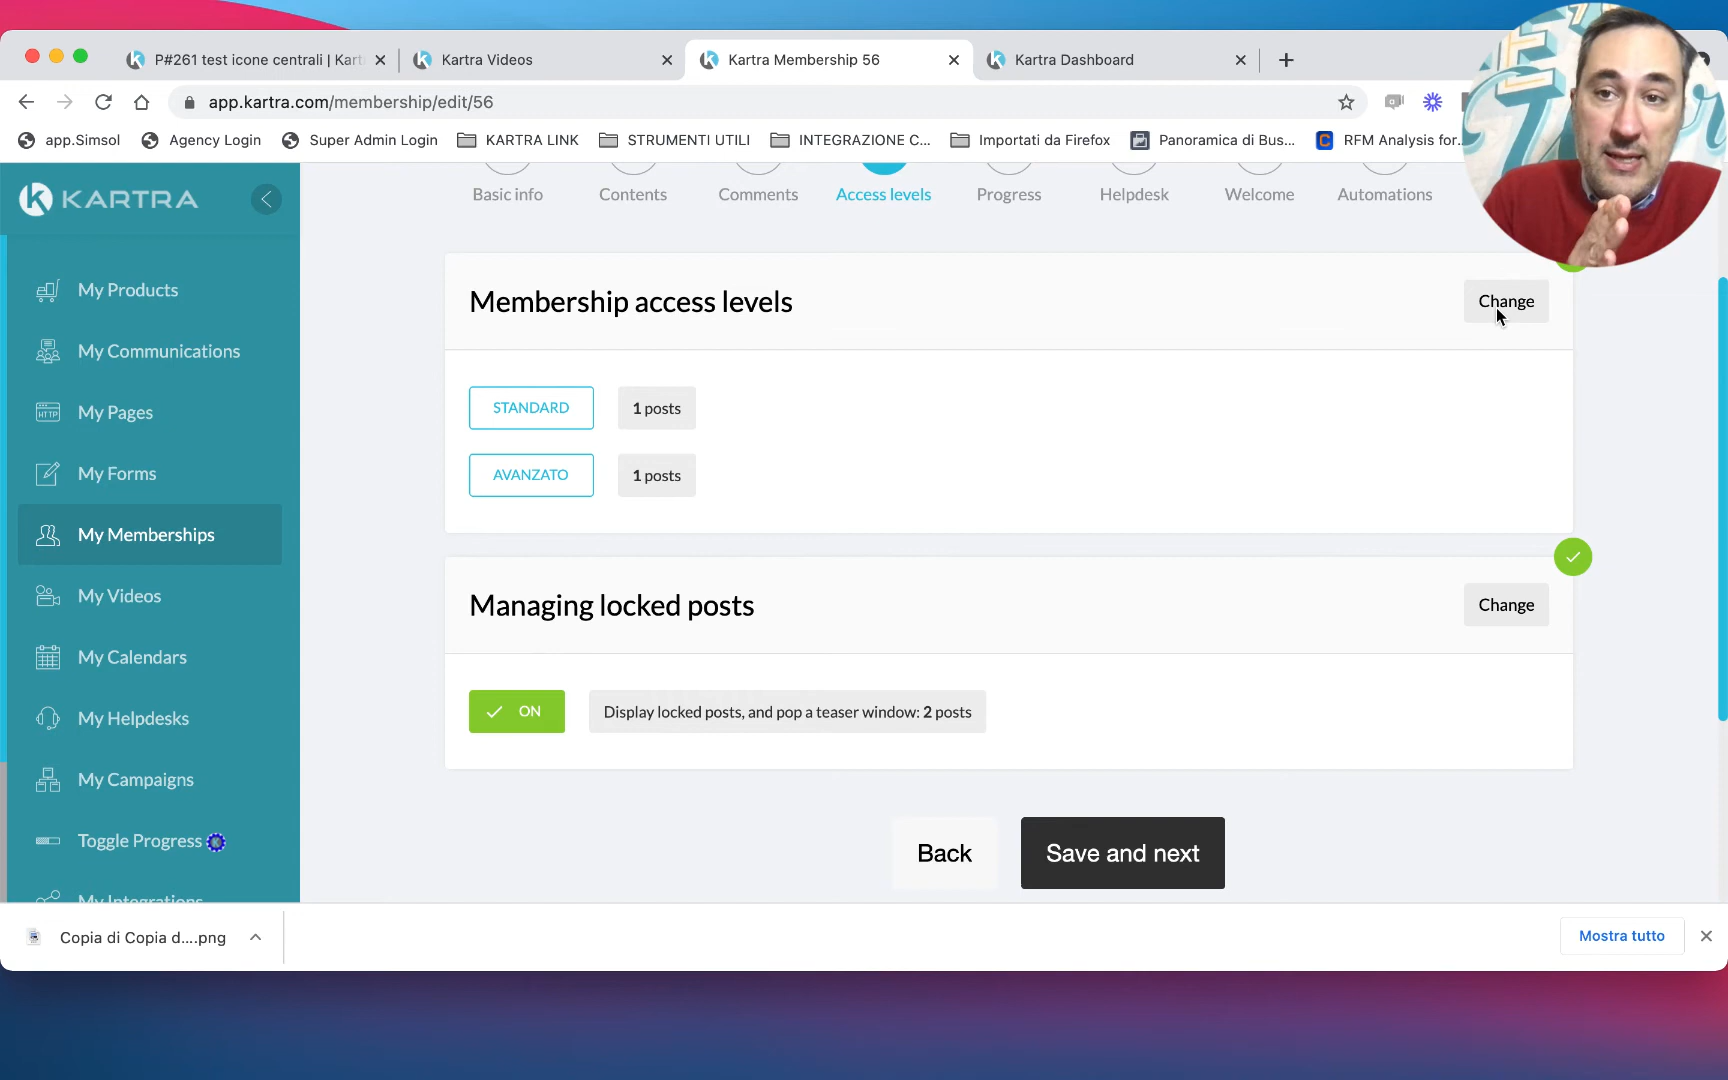 P#261 test icone centrali | Kart
Kartra Videos
Kartra Membership 56
Kartra Dashboard
app.kartra.com/membership/edit/56
app.Simsol
Agency Login
Super Admin Login
KARTRA LINK
STRUMENTI UTILI
INTEGRAZIONE C...
Importati da Firefox
Panoramica di Bus...
RFM Analysis for...
KARTRA
Basic info
Contents
Comments
Access levels
Progress
Helpdesk
Welcome
Automations
My Products
My Communications
HTTP
My Pages
My Forms
My Memberships
My Videos
My Calendars
My Helpdesks
My Campaigns
Toggle Progress
My Integrations
Membership access levels
Change
STANDARD
1 posts
AVANZATO
1 posts
Managing locked posts
Change
ON
Display locked posts, and pop a teaser window: 2 posts
Back
Save and next
Copia di Copia d....png
Mostra tutto